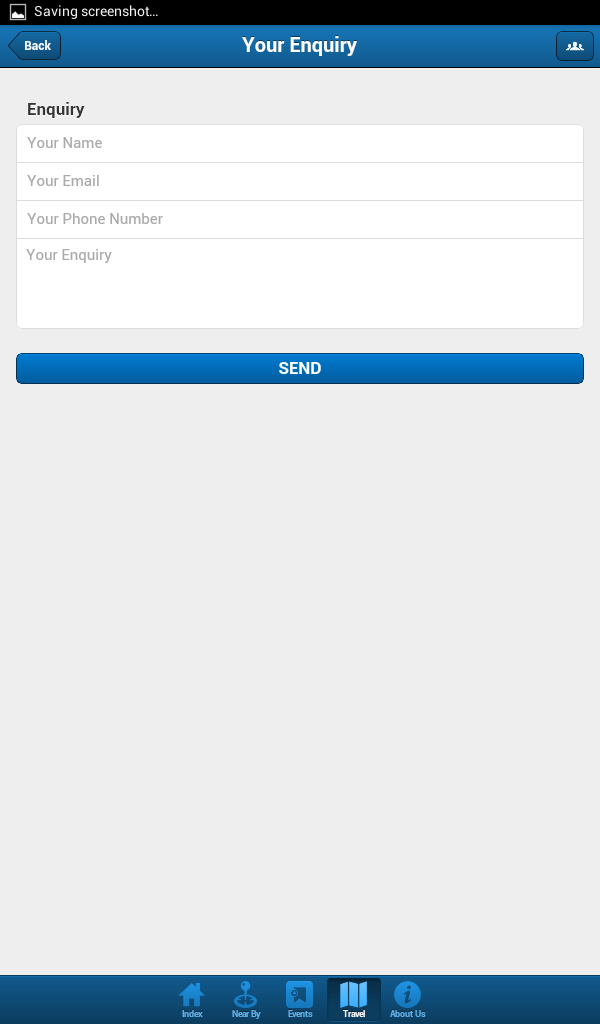 Saving screenshot...
Back
Your Enquiry
Enquiry
Your Name
Your Email
Your Phone Number
Your Enquiry
SEND
Index
Near By
Events
Travel
About Us